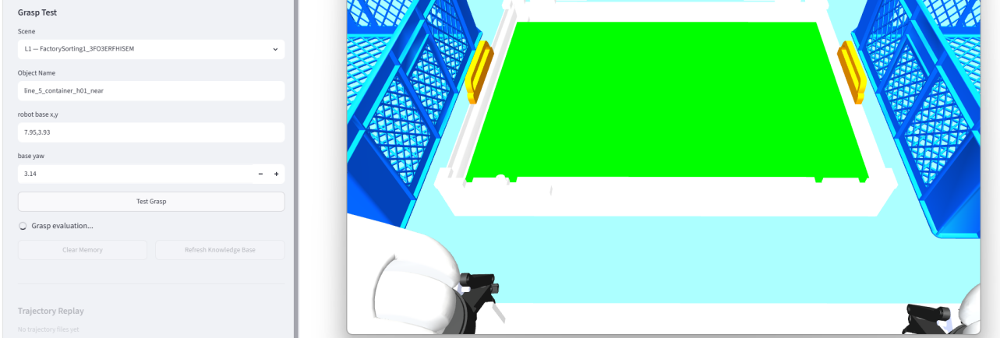 Grasp Test
Scene
L1 — FactorySorting1_3FO3ERFHISEM
Object Name
line_5_container_h01_near
robot base x,y
7.95,3.93
base yaw
3.14
Test Grasp
Grasp evaluation...
Clear Memory Refresh Knowledge Base
Trajectory Replay
No trajectory files yet